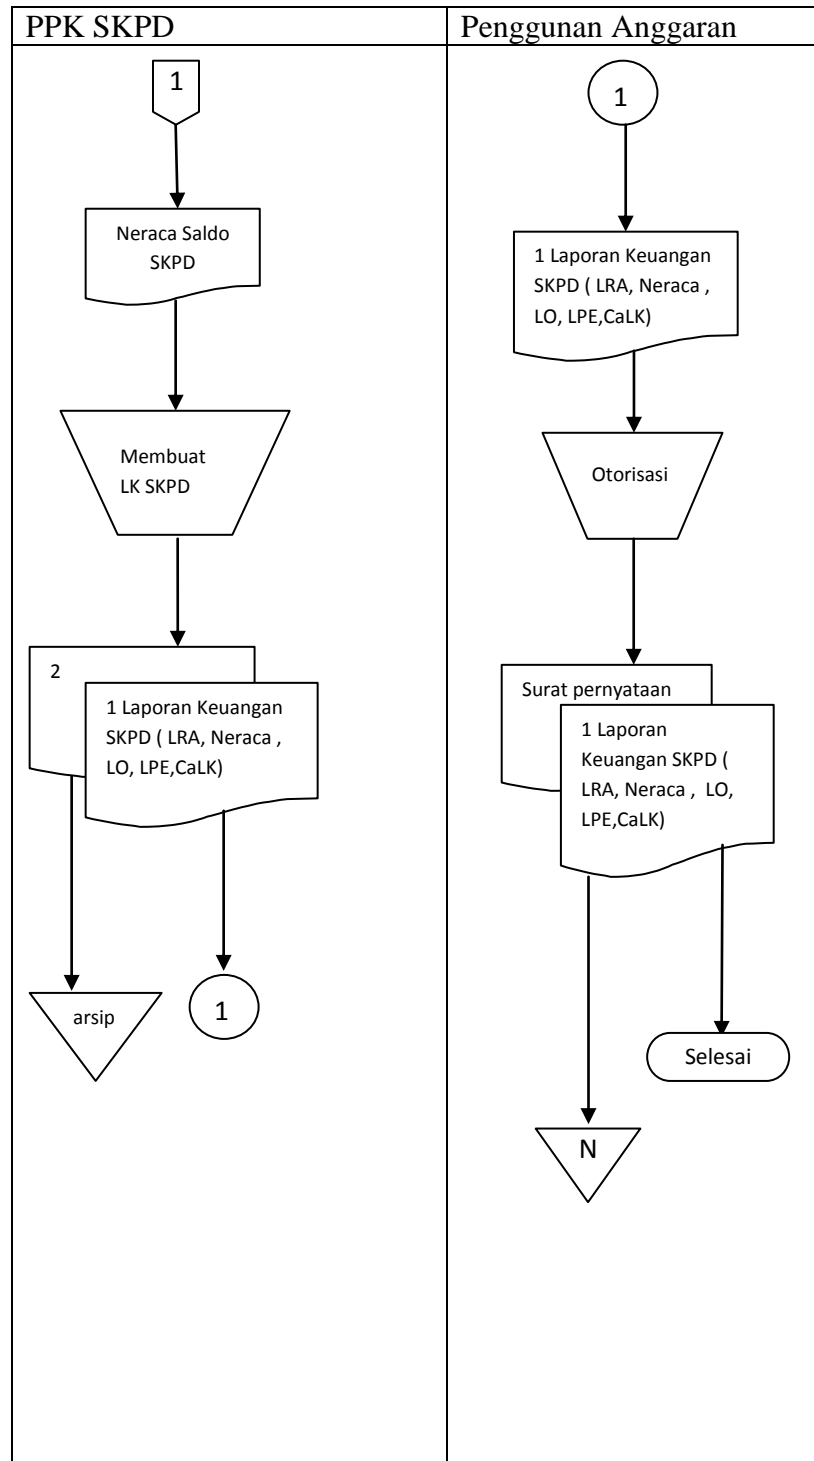 PPK SKPD
Penggunan Anggaran
1
Neraca Saldo
SKPD
Membuat
LK SKPD
2
1 Laporan Keuangan
SKPD ( LRA, Neraca ,
LO, LPE,CaLK)
arsip
1
1
1 Laporan Keuangan
SKPD ( LRA, Neraca ,
LO, LPE,CaLK)
Otorisasi
Surat pernyataan
1 Laporan
Keuangan SKPD (
LRA, Neraca , LO,
LPE,CaLK)
Selesai
N